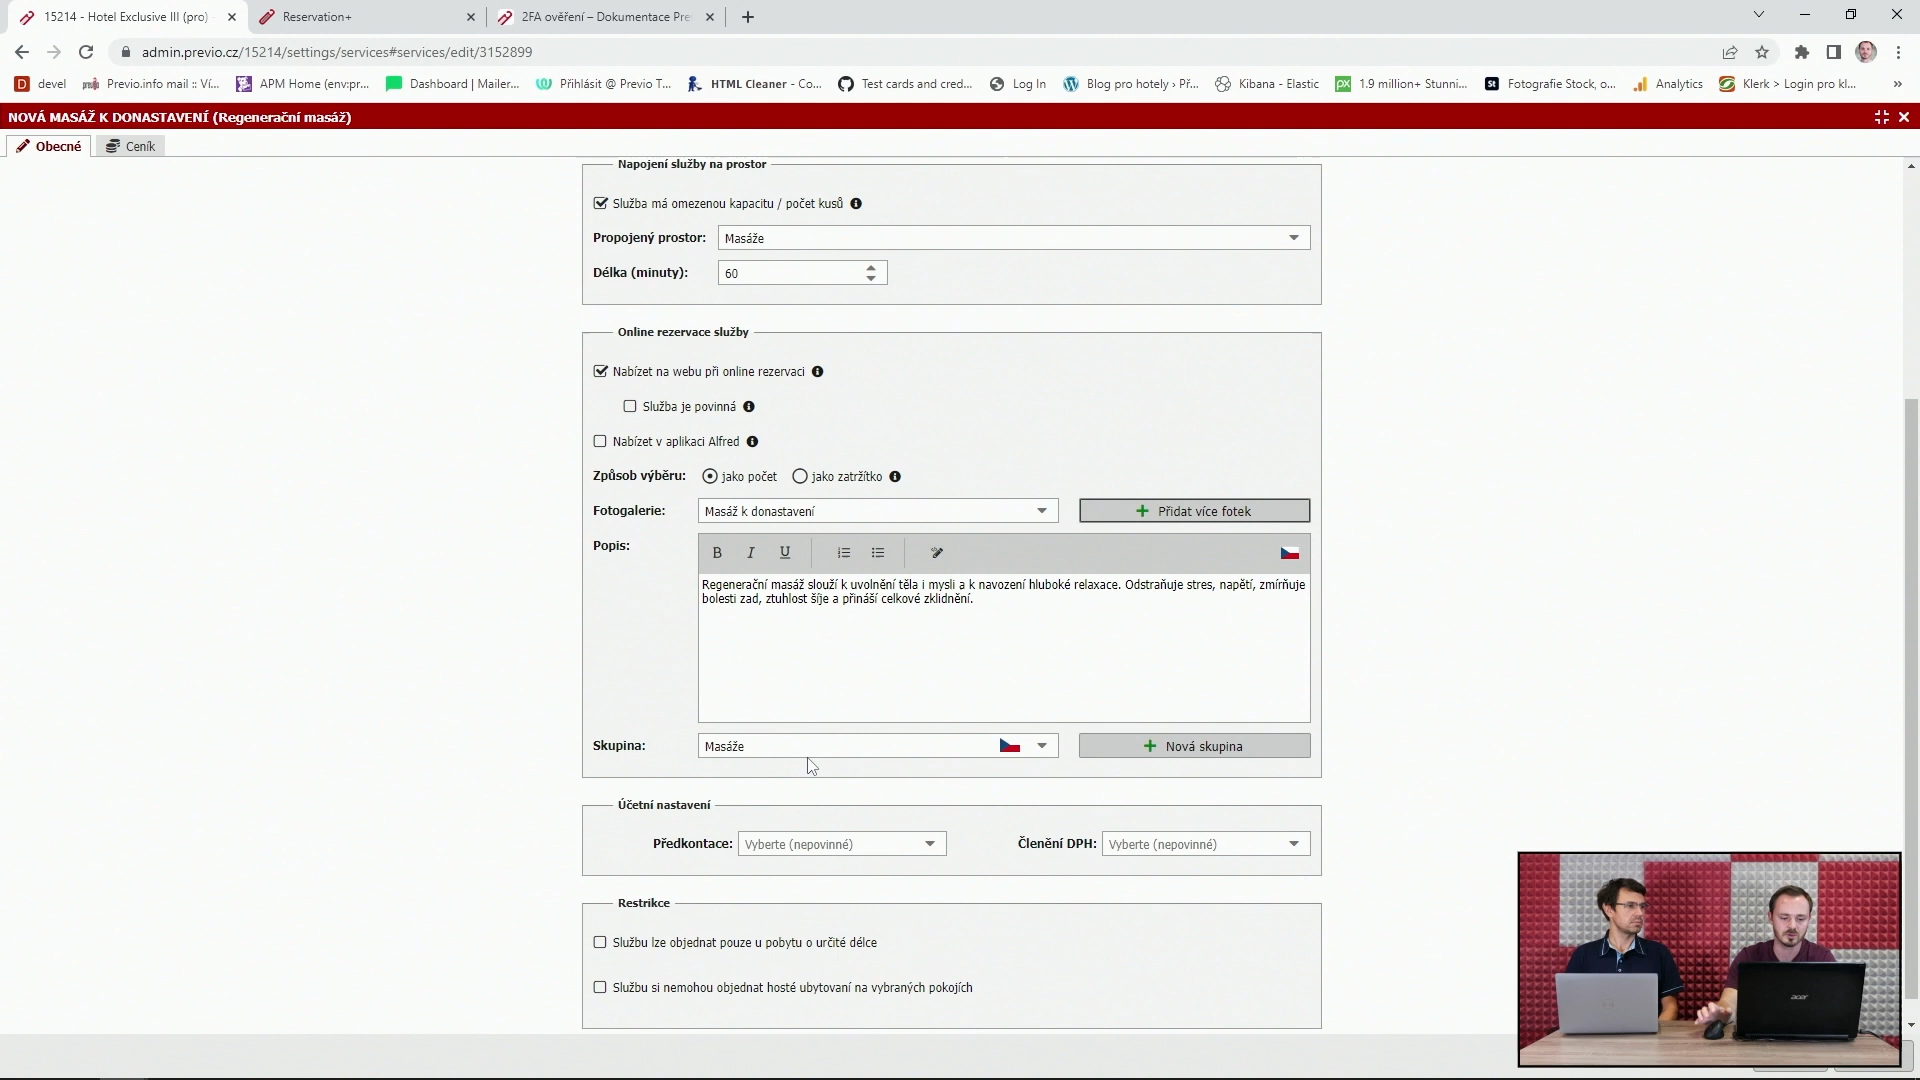 15214 - Hotel Exclusive III (pro)
Reservation+
2FA ověření – Dokumentace Pre
admin.previo.cz/15214/settings/services#services/edit/3152899
devel
Previo.info mail :: Ví...
APM Home (env:pr...
Dashboard | Mailer...
Přihlásit @ Previo T...
HTML Cleaner - Co...
Test cards and cred...
Log In
Blog pro hotely › Př...
Kibana - Elastic
1.9 million+ Stunni...
Fotografie Stock, o...
Analytics
Klerk > Login pro kl...
NOVÁ MASÁŽ K DONASTAVENÍ (Regenerační masáž)
Obecné
Ceník
Napojení služby na prostor
Služba má omezenou kapacitu / počet kusů
Propojený prostor:
Masáže
Délka (minuty):
60
Online rezervace služby
Nabízet na webu při online rezervaci
Služba je povinná
Nabízet v aplikaci Alfred
Způsob výběru:
jako počet
jako zatržítko
Fotogalerie:
Masáž k donastavení
Přidat více fotek
Popis:
B I U
Regenerační masáž slouží k uvolnění těla i mysli a k navození hluboké relaxace. Odstraňuje stres, napětí, zmírňuje
bolesti zad, ztuhlost šíje a přináší celkové zklidnění.
Skupina:
Masáže
Nová skupina
Účetní nastavení
Předkontace:
Vyberte (nepovinné)
Členění DPH:
Vyberte (nepovinné)
Restrikce
Službu lze objednat pouze u pobytu o určité délce
Službu si nemohou objednat hosté ubytovaní na vybraných pokojích
acer